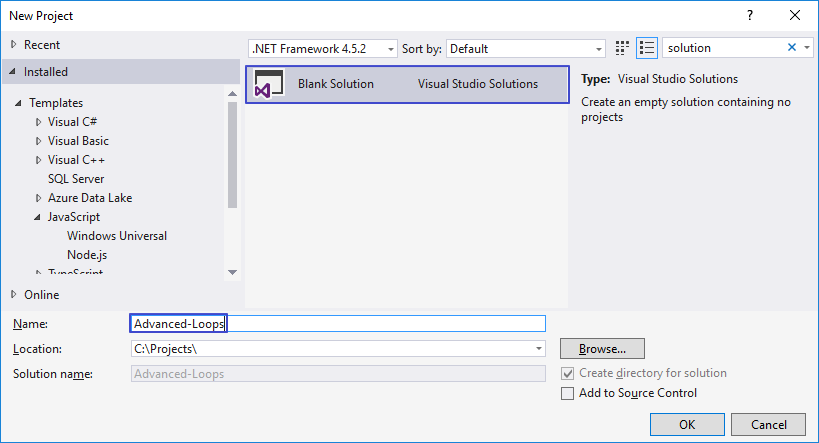 New Project
?
Recent
.NET Framework 4.5.2
Sort by:
Default
solution
Installed
Blank Solution
Visual Studio Solutions
Type: Visual Studio Solutions
Create an empty solution containing no
projects
Templates
Visual C#
Visual Basic
Visual C++
SQL Server
Azure Data Lake
JavaScript
Windows Universal
Node.js
TypeScript
Online
Name:
Advanced-Loops
Location:
C:\Projects\
Browse...
Solution name:
Advanced-Loops
Create directory for solution
Add to Source Control
OK
Cancel